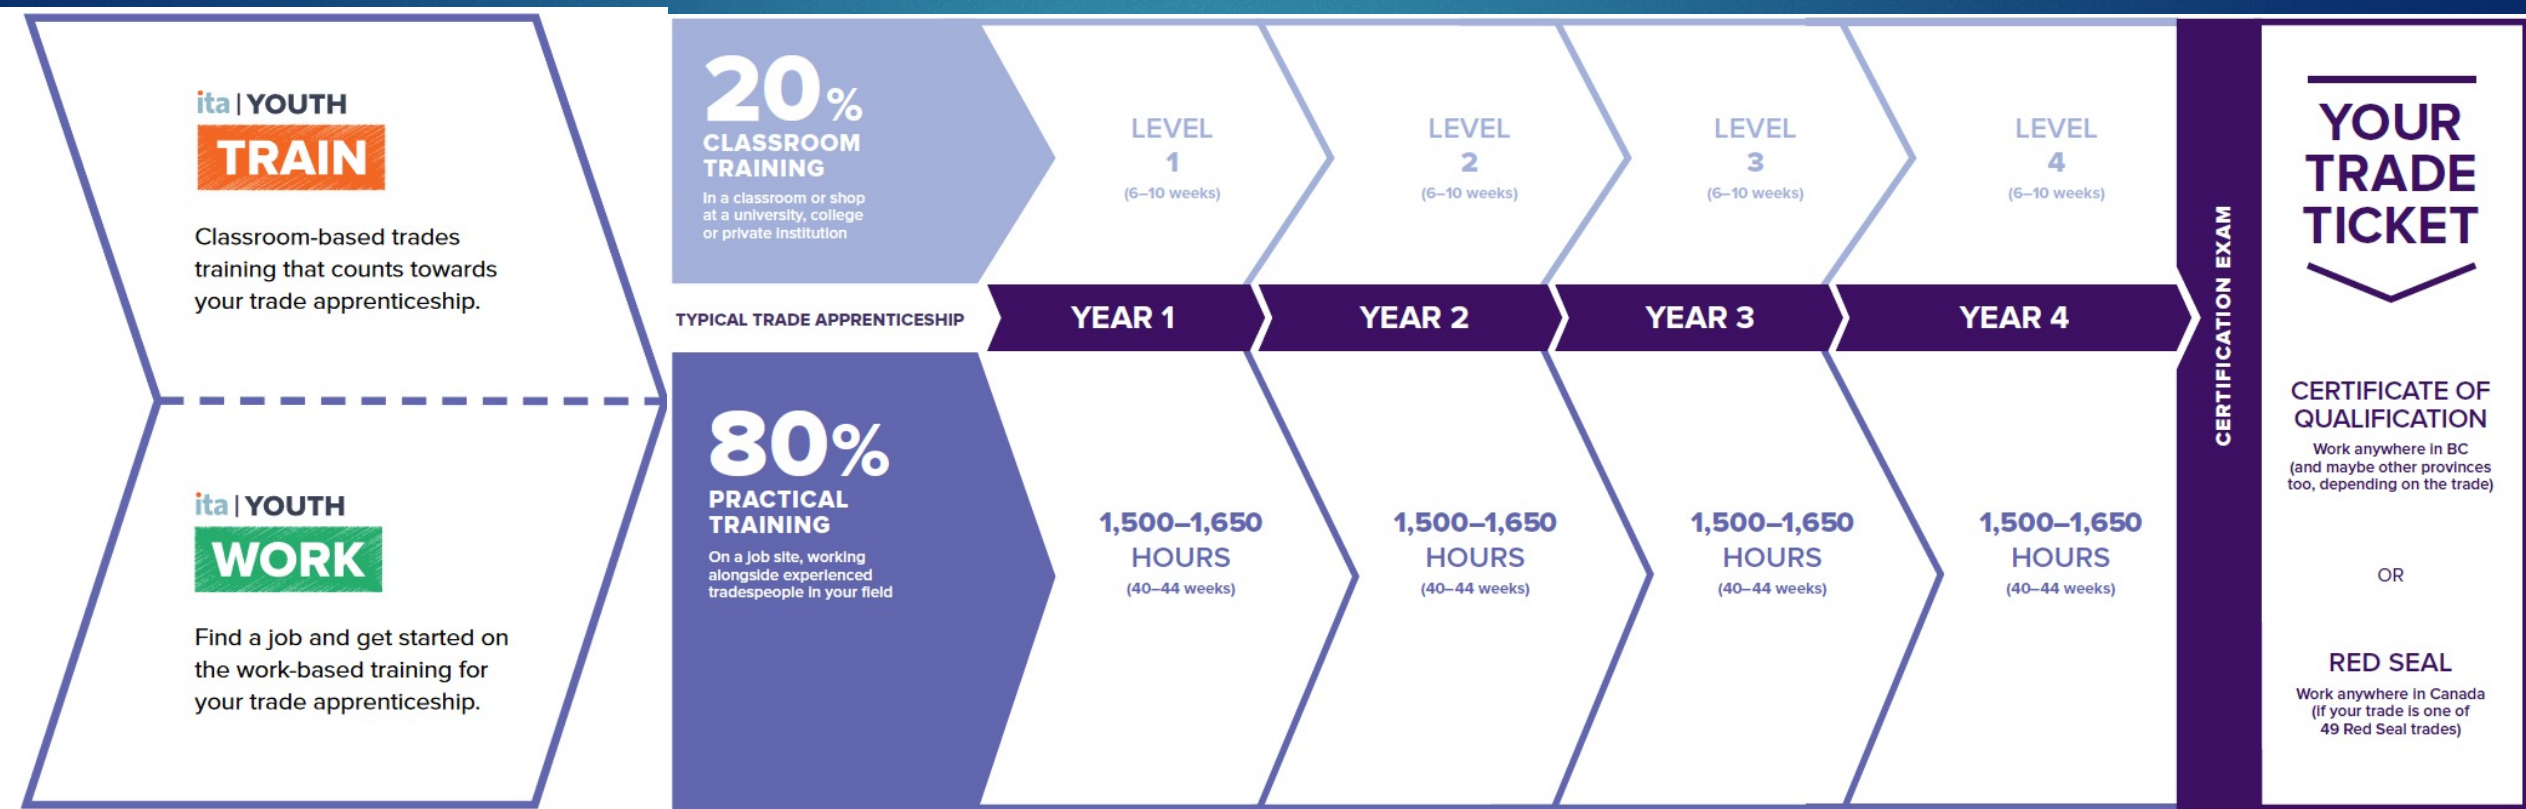 ita | YOUTH
TRAIN
Classroom-based trades
training that counts towards
your trade apprenticeship.
ita | YOUTH
WORK
Find a job and get started on
the work-based training for
your trade apprenticeship.
20%
CLASSROOM
TRAINING
In a classroom or shop
at a university, college
or private institution
LEVEL
1
(6–10 weeks)
LEVEL
2
(6–10 weeks)
LEVEL
3
(6–10 weeks)
LEVEL
4
(6–10 weeks)
TYPICAL TRADE APPRENTICESHIP
YEAR 1
YEAR 2
YEAR 3
YEAR 4
80%
PRACTICAL
TRAINING
On a job site, working
alongside experienced
tradespeople in your field
1,500–1,650
HOURS
(40–44 weeks)
1,500–1,650
HOURS
(40–44 weeks)
1,500–1,650
HOURS
(40–44 weeks)
1,500–1,650
HOURS
(40–44 weeks)
CERTIFICATION EXAM
YOUR
TRADE
TICKET
CERTIFICATE OF
QUALIFICATION
Work anywhere in BC
(and maybe other provinces
too, depending on the trade)
OR
RED SEAL
Work anywhere in Canada
(if your trade is one of
49 Red Seal trades)